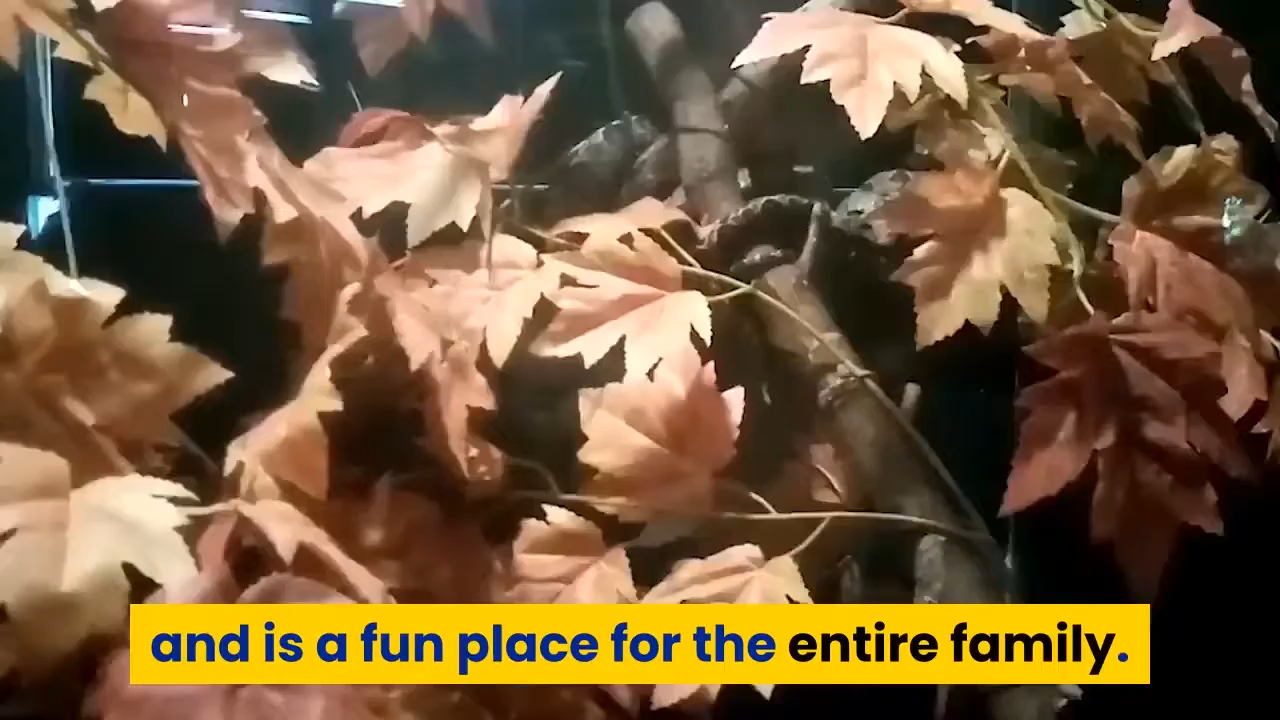 and is a fun place for the entire family.